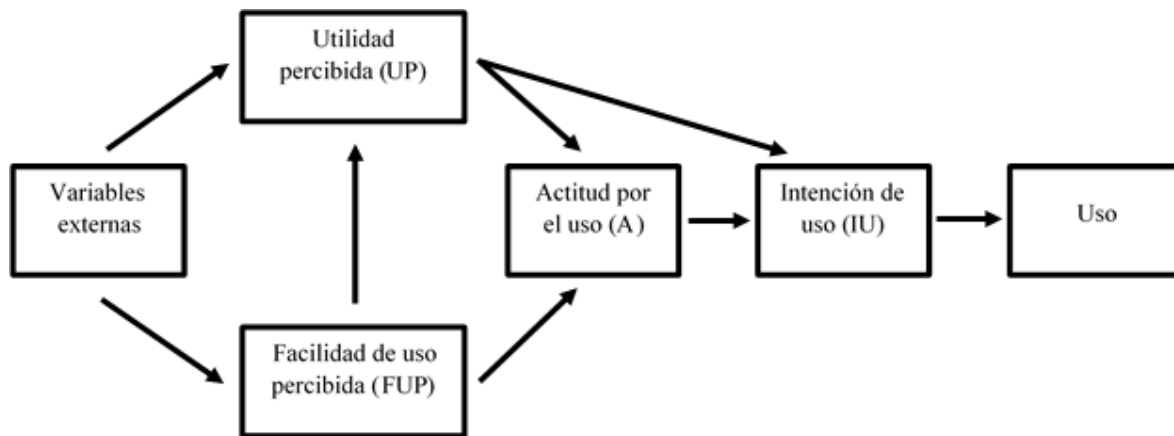 Utilidad
percibida (UP)
Variables
externas
Actitud por
el uso (A)
Intención de
uso (IU)
Uso
Facilidad de uso
percibida (FUP)